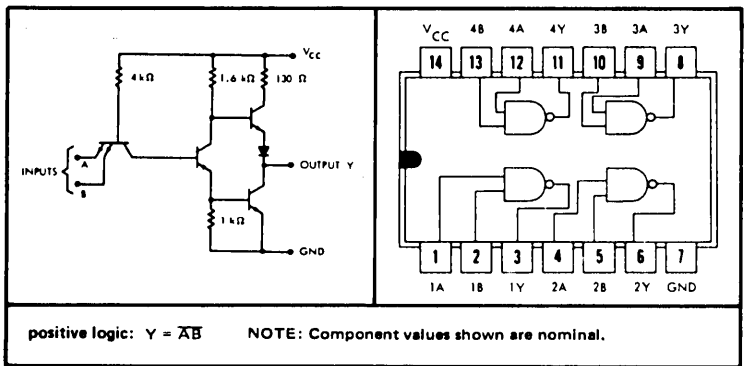 VCC
4 kΩ
1.6 kΩ
130 Ω
INPUTS
A
B
OUTPUT Y
1 kΩ
GND
VCC 4B 4A 4Y 3B 3A 3Y
14 13 12 11 10 9 8
1 2 3 4 5 6 7
1A 1B 1Y 2A 2B 2Y GND
positive logic: Y = A̅B̅ NOTE: Component values shown are nominal.